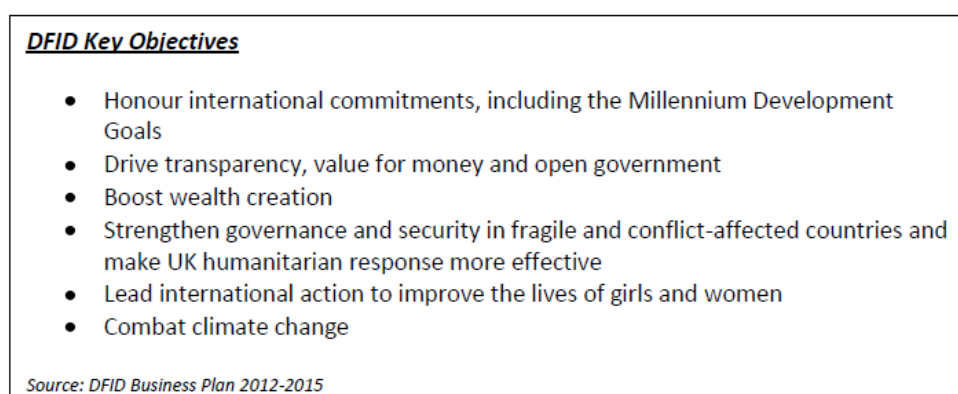 DFID Key Objectives
• Honour international commitments, including the Millennium Development
Goals
• Drive transparency, value for money and open government
• Boost wealth creation
• Strengthen governance and security in fragile and conflict-affected countries and
make UK humanitarian response more effective
• Lead international action to improve the lives of girls and women
• Combat climate change
Source: DFID Business Plan 2012-2015